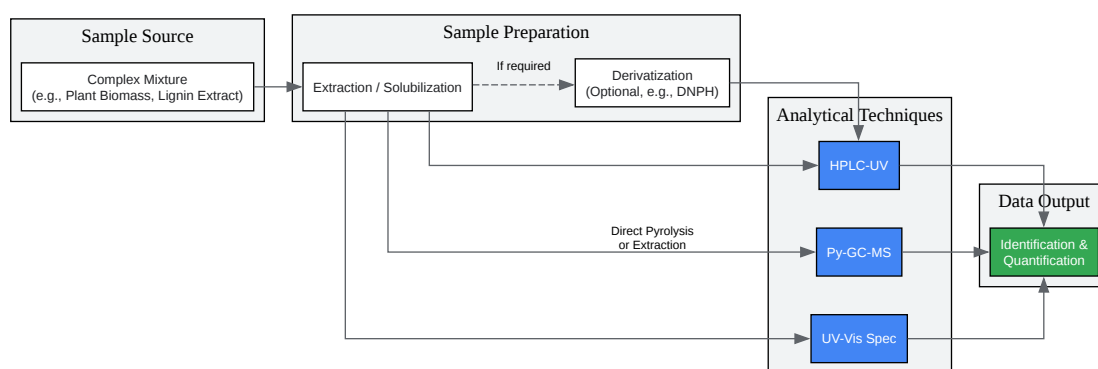 Sample Source
Complex Mixture
(e.g., Plant Biomass, Lignin Extract)
Sample Preparation
Extraction / Solubilization
If required
Derivatization
(Optional, e.g., DNPH)
Analytical Techniques
HPLC-UV
Direct Pyrolysis
or Extraction
Py-GC-MS
UV-Vis Spec
Data Output
Identification &
Quantification